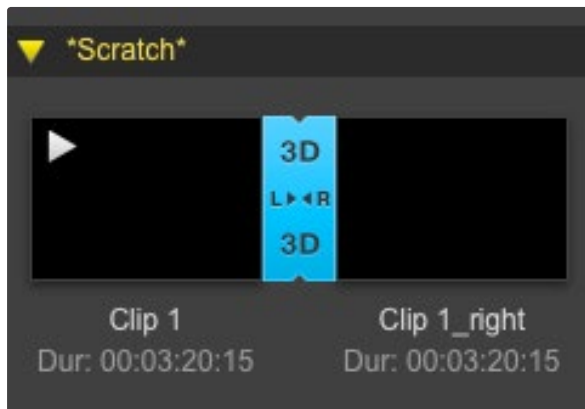 *Scratch*
3D
L R
3D
Clip 1 Clip 1_right
Dur: 00:03:20:15 Dur: 00:03:20:15